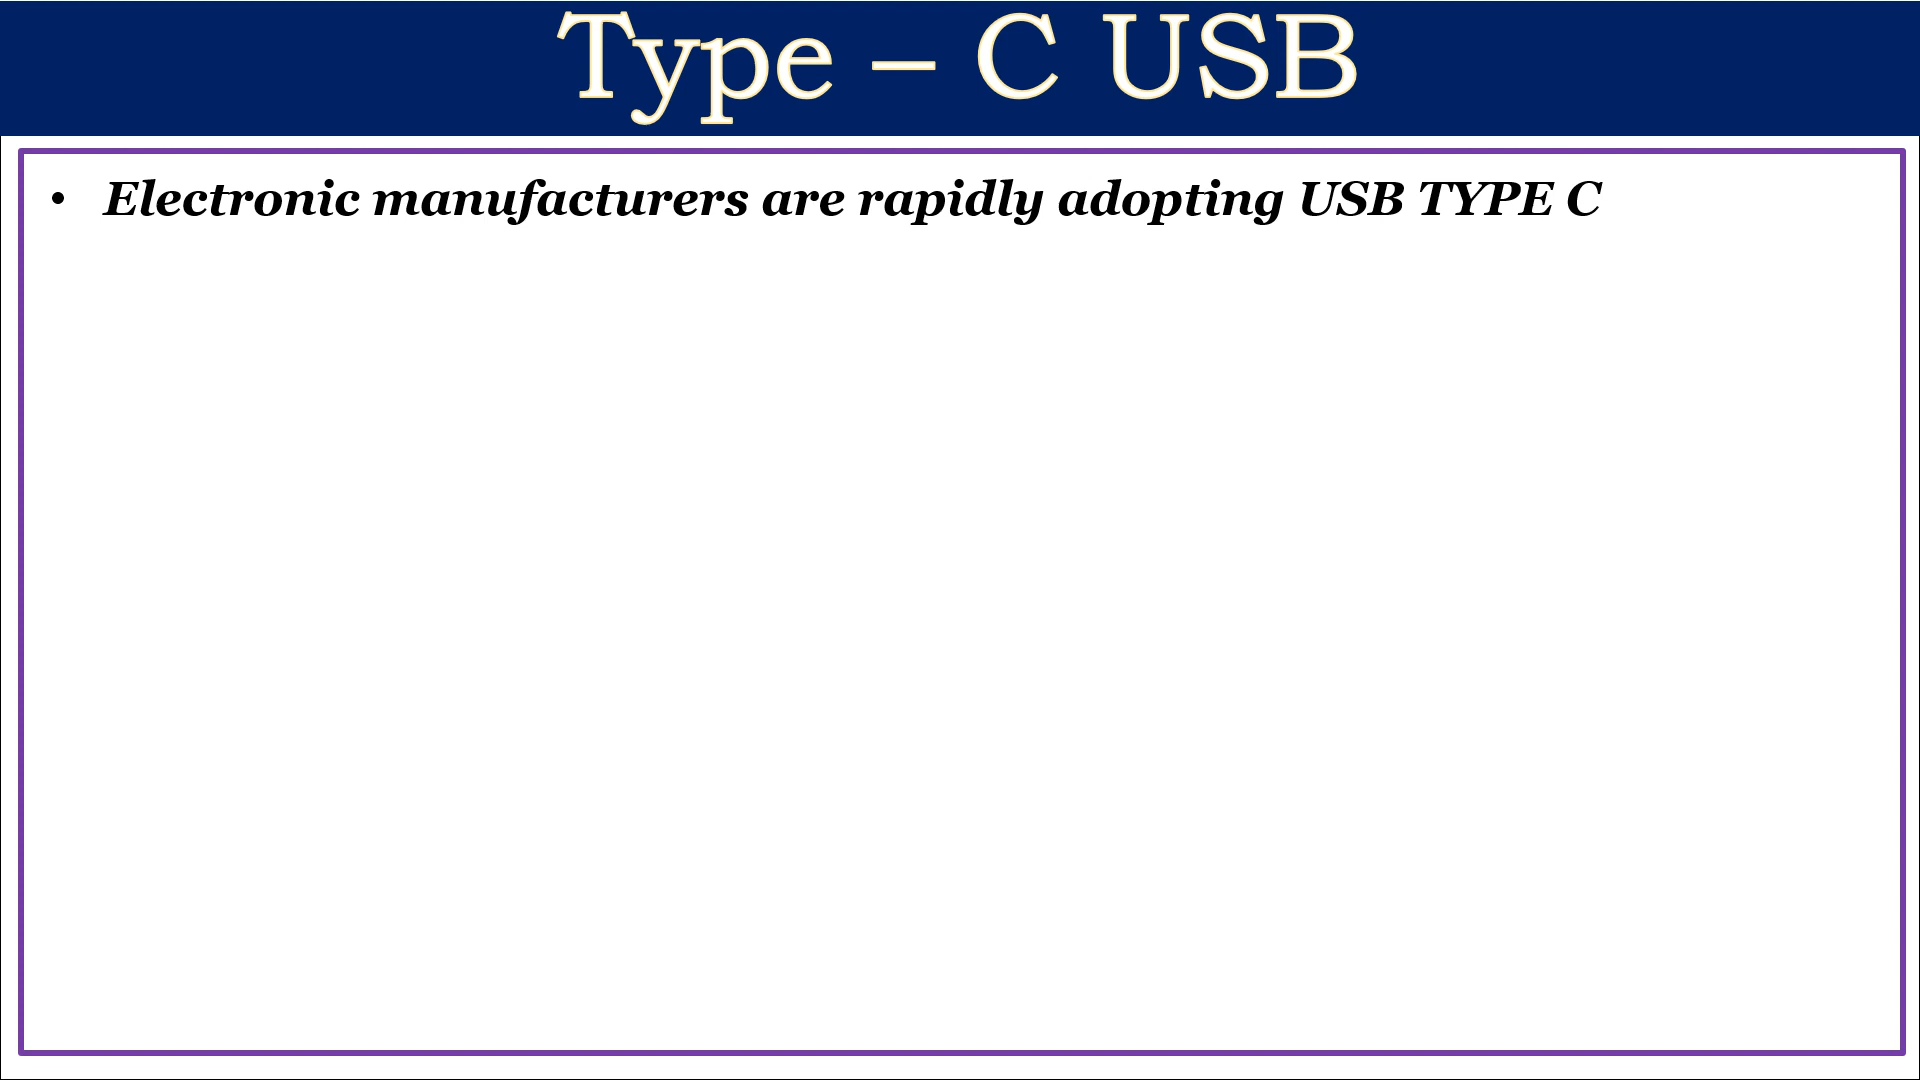 Type – C USB
• Electronic manufacturers are rapidly adopting USB TYPE C